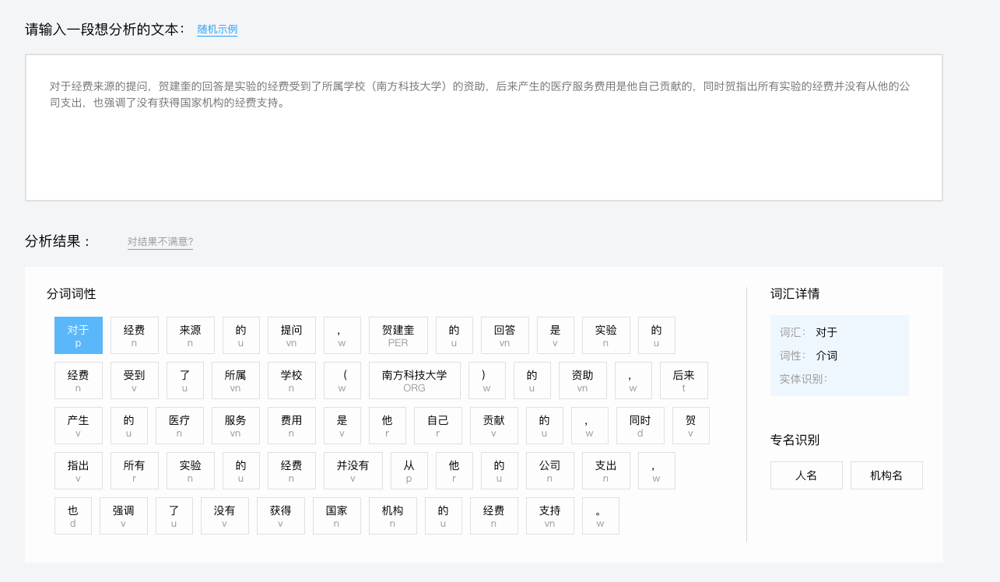 请输入一段想分析的文本： 随机示例
对于经费来源的提问，贺建奎的回答是实验的经费受到了所属学校（南方科技大学）的资助，后来产生的医疗服务费用是他自己贡献的，同时贺指出所有实验的经费并没有从他的公
司支出，也强调了没有获得国家机构的经费支持。
分析结果： 对结果不满意?
分词词性
对于 经费 来源 的 提问 ， 贺建奎 的 回答 是 实验 的
p n n u vn w PER u vn v n u
经费 受到 了 所属 学校 （ 南方科技大学 ） 的 资助 ， 后来
n v u vn n w ORG w u vn w t
产生 的 医疗 服务 费用 是 他 自己 贡献 的 ， 同时 贺
v u n vn n v r r v u w d v
指出 所有 实验 的 经费 并没有 从 他 的 公司 支出 ，
v r n u n v p r u n n w
也 强调 了 没有 获得 国家 机构 的 经费 支持 。
d v u v v n n u n vn w
词汇详情
词汇： 对于
词性： 介词
实体识别：
专名识别
人名 机构名